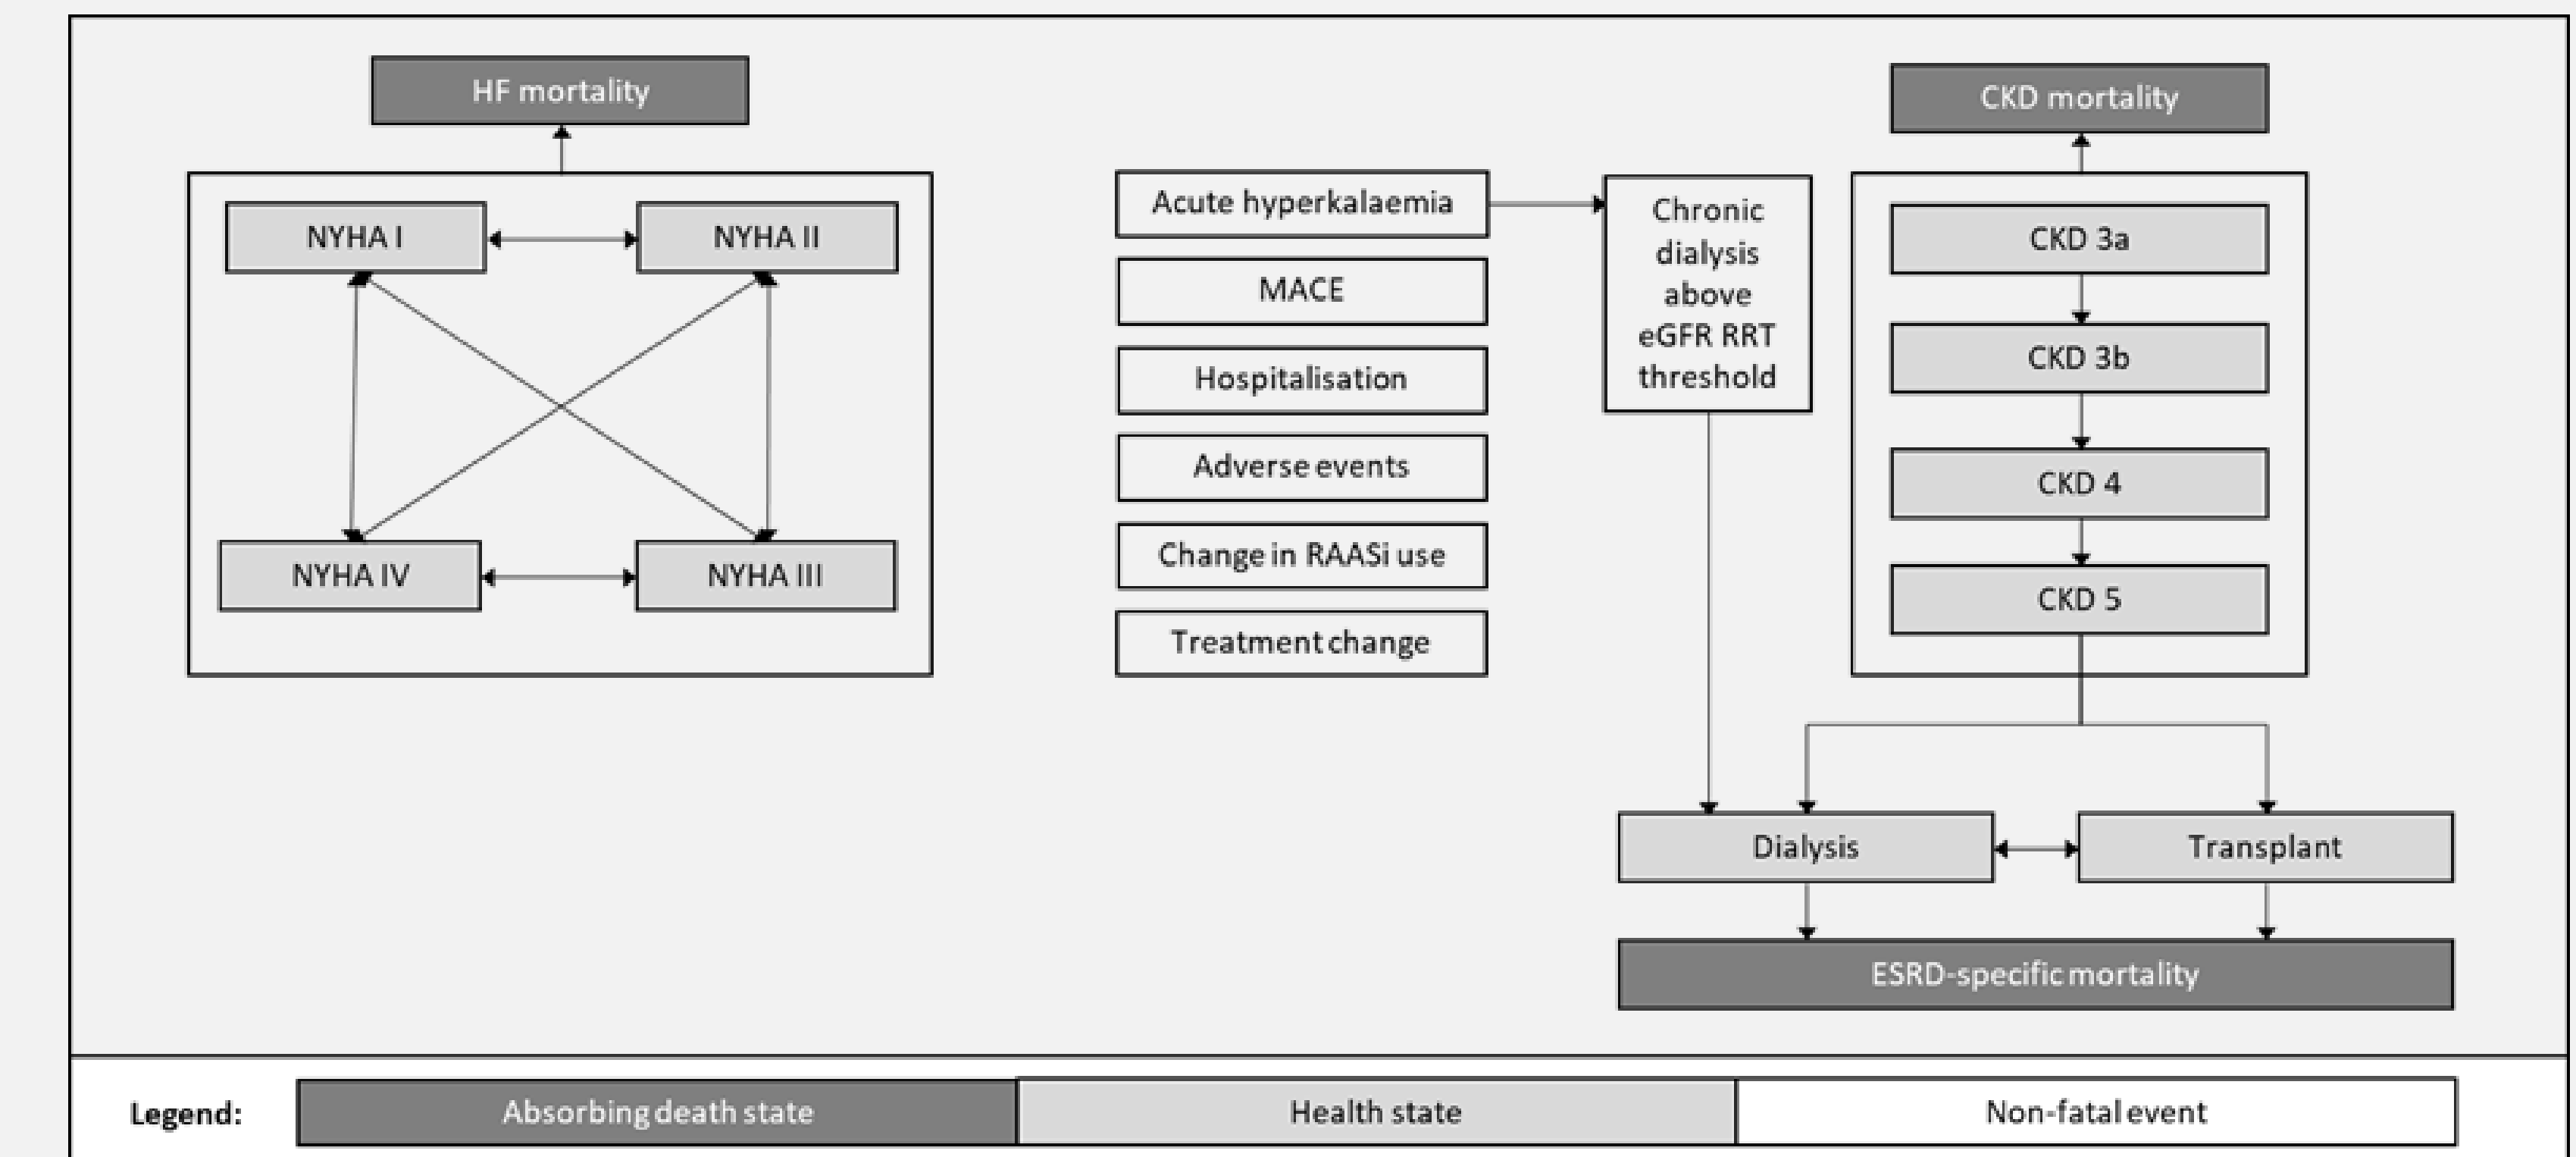 HF mortality
NYHA I
NYHA II
NYHA IV
NYHA III
Acute hyperkalaemia
MACE
Hospitalisation
Adverse events
Change in RAASi use
Treatment change
Chronic
dialysis
above
eGFR RRT
threshold
CKD mortality
CKD 3a
CKD 3b
CKD 4
CKD 5
Dialysis
Transplant
ESRD-specific mortality
Legend:
Absorbing death state
Health state
Non-fatal event